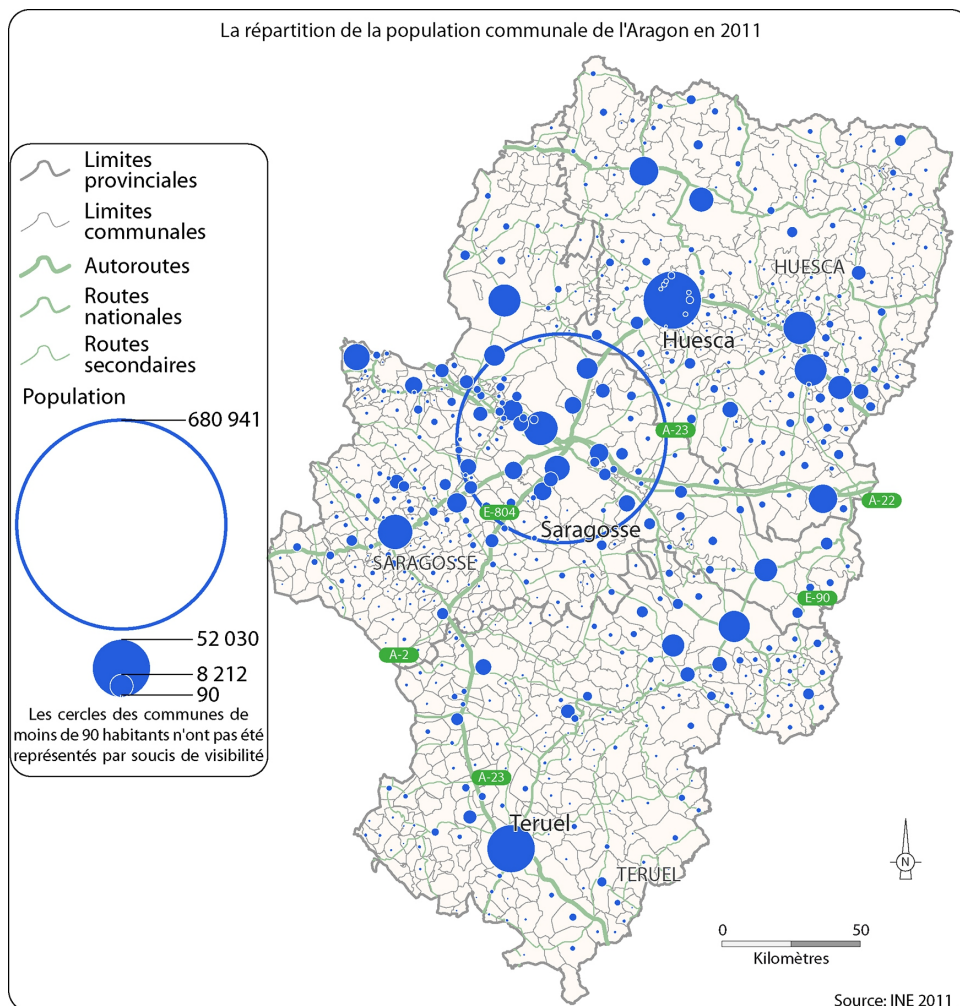 La répartition de la population communale de l'Aragon en 2011
Limites
provinciales
Limites
communales
Autoroutes
Routes
nationales
Routes
secondaires
Population
680 941
52 030
8 212
90
Les cercles des communes de
moins de 90 habitants n'ont pas été
représentés par soucis de visibilité
HUESCA
Huesca
A-23
A-22
E-804
Saragosse
SARAGOSSE
E-90
A-2
A-23
Teruel
TERUEL
N
0
50
Kilomètres
Source: INE 2011